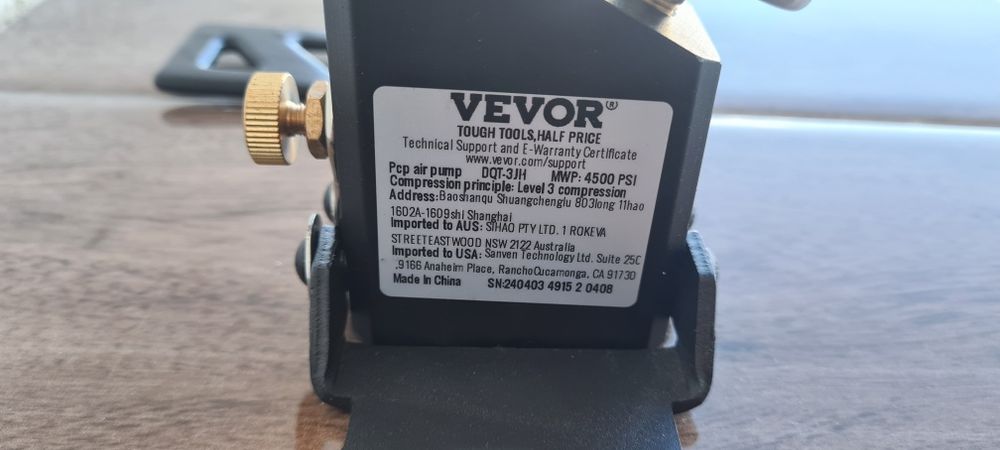 VEVOR®
TOUGH TOOLS,HALF PRICE
Technical Support and E-Warranty Certificate
www.vevor.com/support
Pcp air pump DQT-3JH MWP: 4500 PSI
Compression principle: Level 3 compression
Address: Baoshanqu Shuangchenglu 803long 11hao
1602A-1609shi Shanghai
Imported to AUS: SIHAO PTY LTD. 1 ROKEVA
STREETEASTWOOD NSW 2122 Australia
Imported to USA: Sanven Technology Ltd. Suite 250
,9166 Anaheim Place, RanchoCucamonga, CA 91730
Made in China SN:240403 4915 2 0408